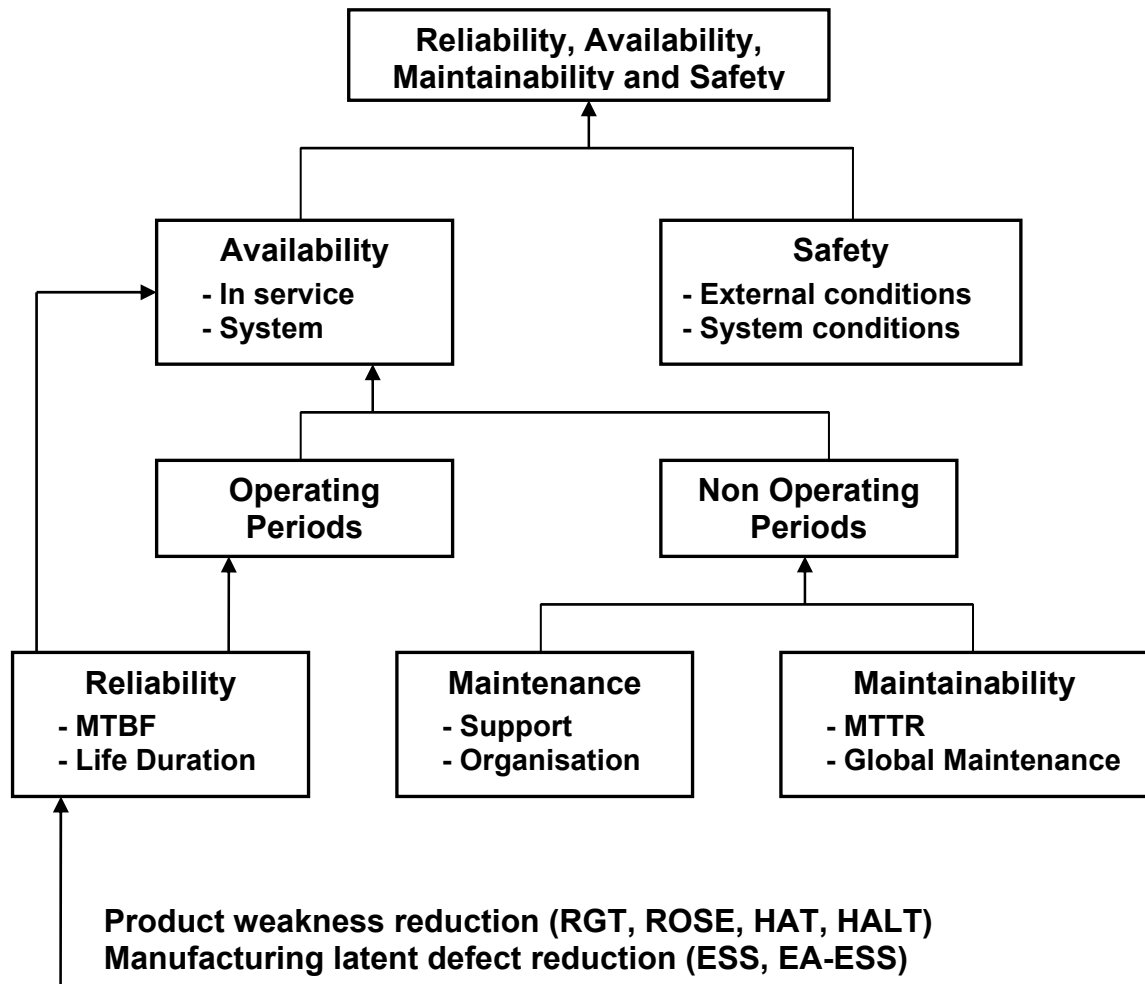 Reliability, Availability,
Maintainability and Safety
Availability
- In service
- System
Safety
- External conditions
- System conditions
Operating
Periods
Non Operating
Periods
Reliability
- MTBF
- Life Duration
Maintenance
- Support
- Organisation
Maintainability
- MTTR
- Global Maintenance
Product weakness reduction (RGT, ROSE, HAT, HALT)
Manufacturing latent defect reduction (ESS, EA-ESS)